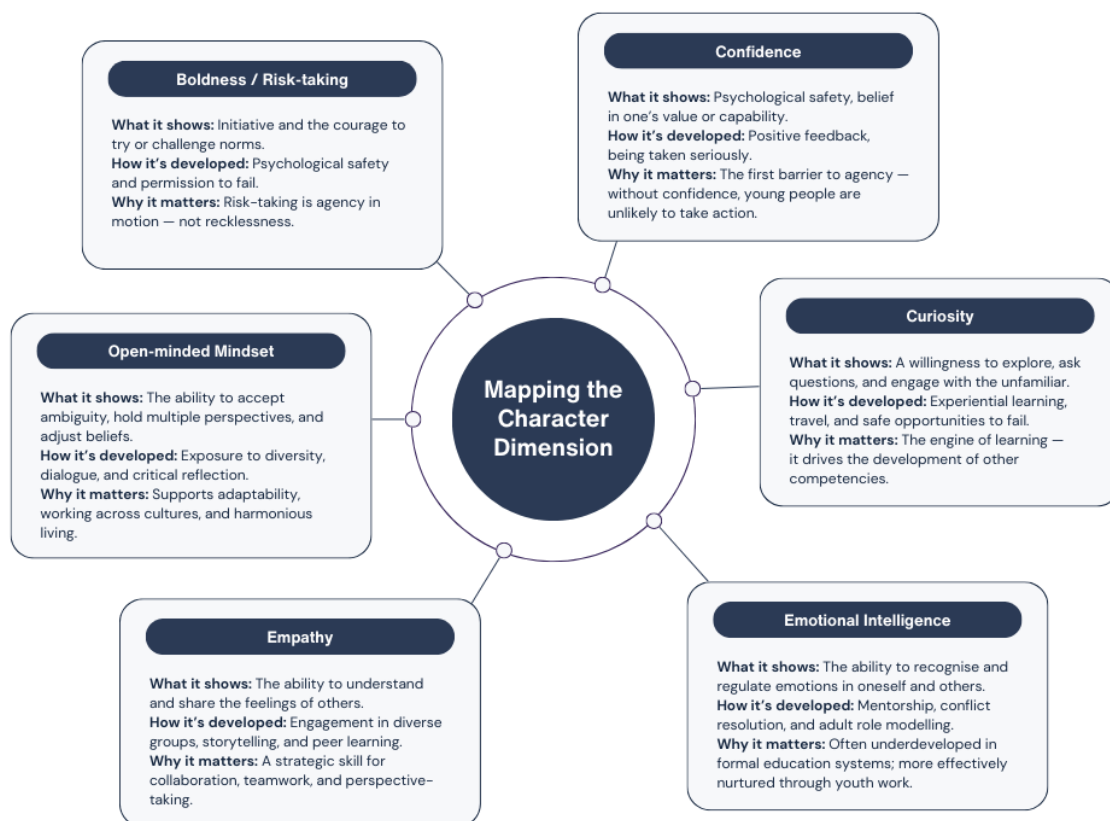 Boldness / Risk-taking
What it shows: Initiative and the courage to
try or challenge norms.
How it’s developed: Psychological safety
and permission to fail.
Why it matters: Risk-taking is agency in
motion — not recklessness.
Confidence
What it shows: Psychological safety, belief
in one’s value or capability.
How it’s developed: Positive feedback,
being taken seriously.
Why it matters: The first barrier to agency —
without confidence, young people are
unlikely to take action.
Open-minded Mindset
What it shows: The ability to accept
ambiguity, hold multiple perspectives, and
adjust beliefs.
How it’s developed: Exposure to diversity,
dialogue, and critical reflection.
Why it matters: Supports adaptability,
working across cultures, and harmonious
living.
Mapping the
Character
Dimension
Curiosity
What it shows: A willingness to explore, ask
questions, and engage with the unfamiliar.
How it’s developed: Experiential learning,
travel, and safe opportunities to fail.
Why it matters: The engine of learning —
it drives the development of other
competencies.
Empathy
What it shows: The ability to understand
and share the feelings of others.
How it’s developed: Engagement in diverse
groups, storytelling, and peer learning.
Why it matters: A strategic skill for
collaboration, teamwork, and perspective-
taking.
Emotional Intelligence
What it shows: The ability to recognise and
regulate emotions in oneself and others.
How it’s developed: Mentorship, conflict
resolution, and adult role modelling.
Why it matters: Often underdeveloped in
formal education systems; more effectively
nurtured through youth work.